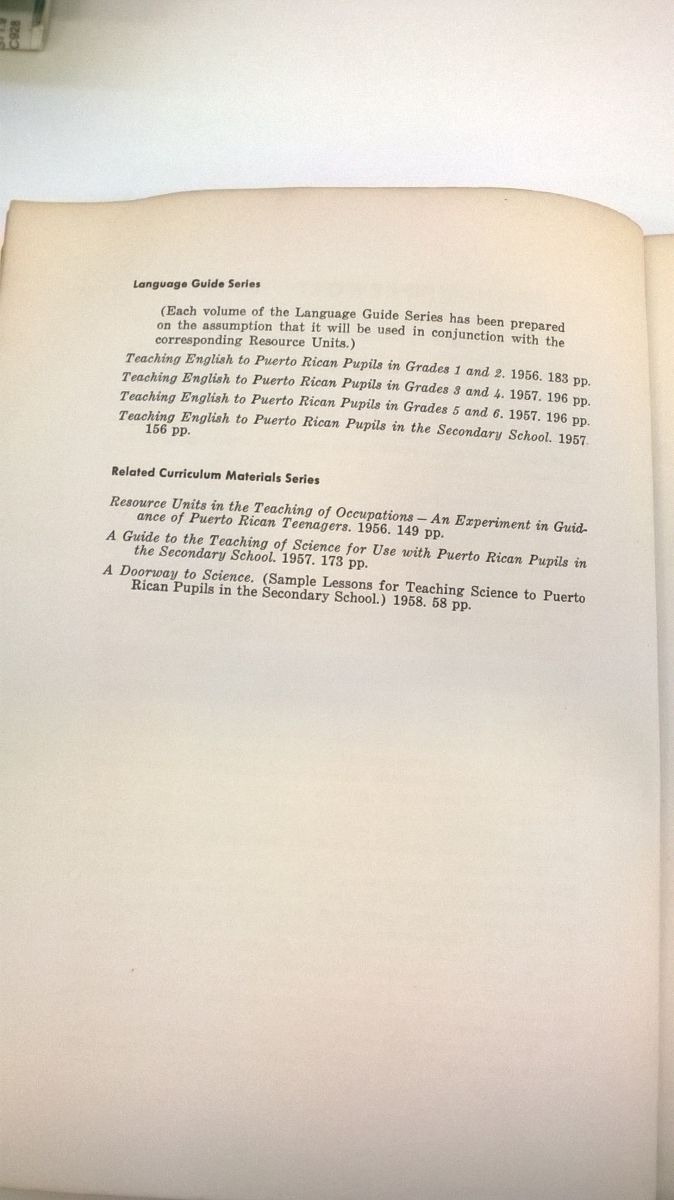 C928
Language Guide Series
(Each volume of the Language Guide Series has been prepared
on the assumption that it will be used in conjunction with the
corresponding Resource Units.)
Teaching English to Puerto Rican Pupils in Grades 1 and 2. 1956. 183 pp.
Teaching English to Puerto Rican Pupils in Grades 3 and 4. 1957. 196 pp.
Teaching English to Puerto Rican Pupils in Grades 5 and 6. 1957. 196 pp.
Teaching English to Puerto Rican Pupils in the Secondary School. 1957.
156 pp.
Related Curriculum Materials Series
Resource Units in the Teaching of Occupations — An Experiment in Guid-
ance of Puerto Rican Teenagers. 1956. 149 pp.
A Guide to the Teaching of Science for Use with Puerto Rican Pupils in
the Secondary School. 1957. 173 pp.
A Doorway to Science. (Sample Lessons for Teaching Science to Puerto
Rican Pupils in the Secondary School.) 1958. 58 pp.